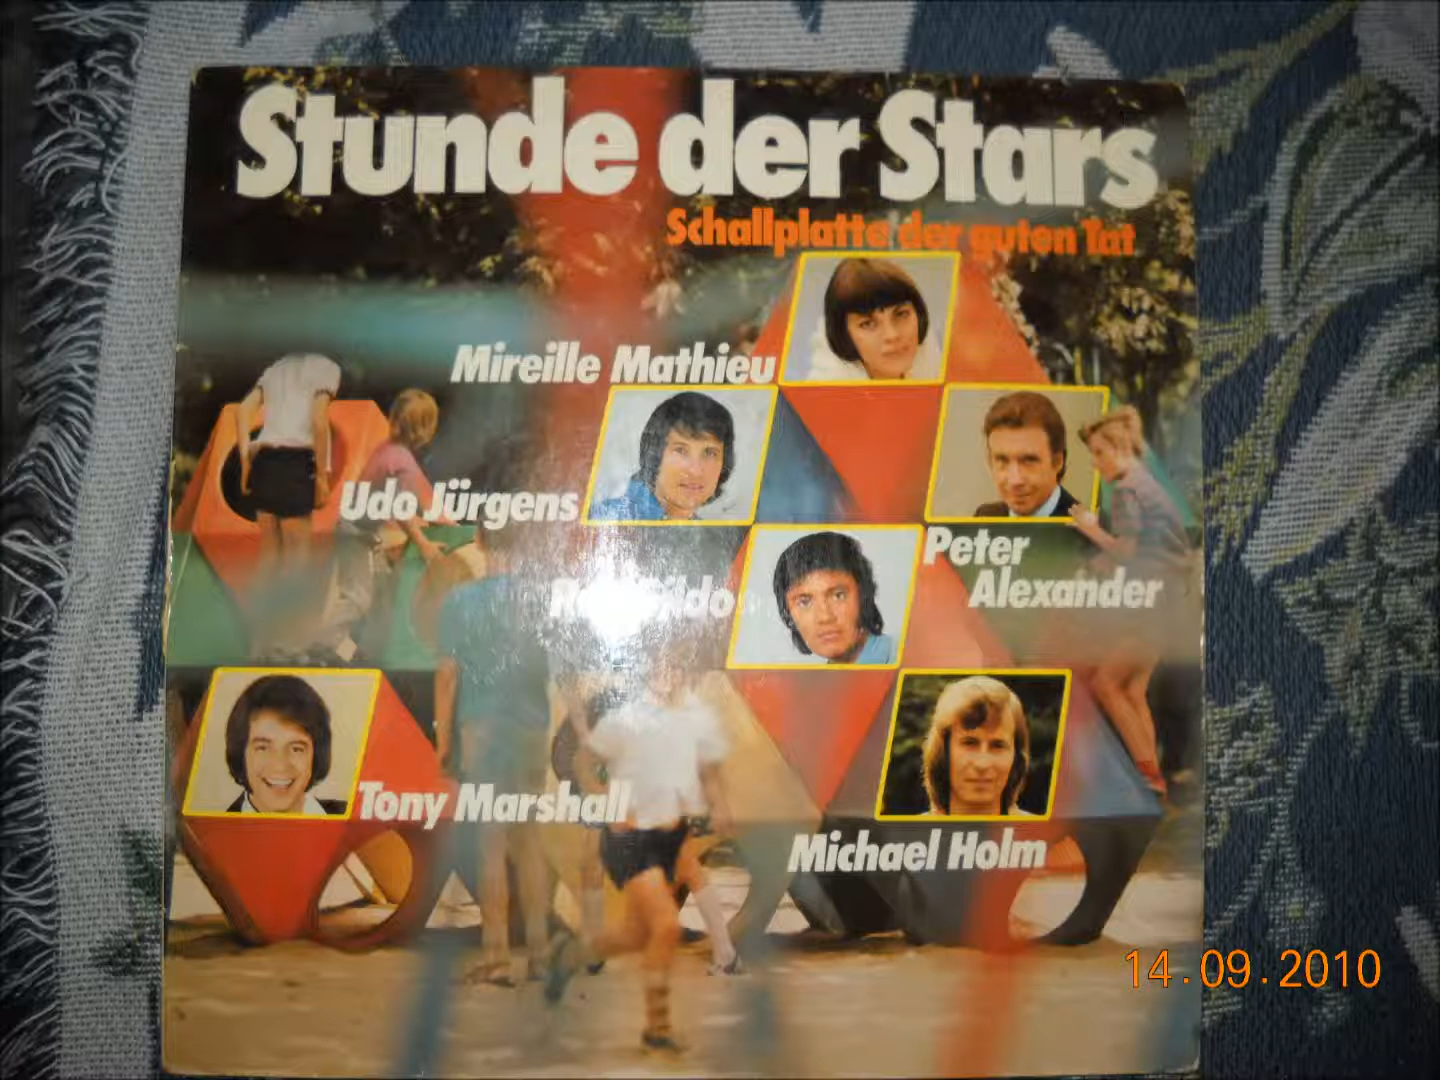 Stunde der Stars
Schallplatte der guten Tat
Mireille Mathieu
Udo Jürgens
Peter
Alexander
Tony Marshall
Michael Holm
14.09.2010